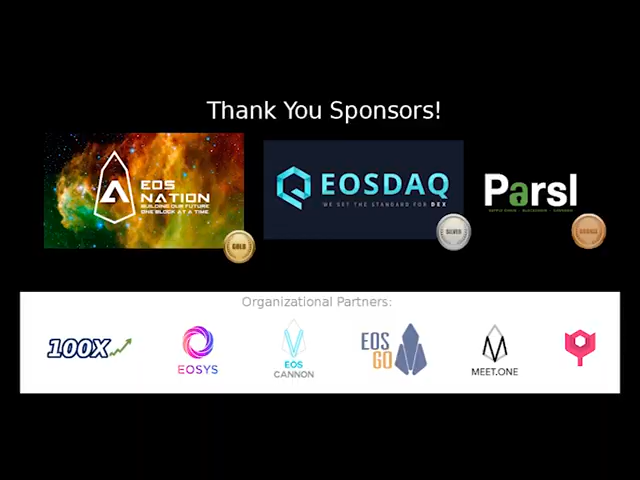 Thank You Sponsors!
EOS
NATION
BUILDING OUR FUTURE
ONE BLOCK AT A TIME
GOLD
EOSDAQ
WE SET THE STANDARD FOR DEX
SILVER
Parsl
BRONZE
Organizational Partners:
100X
EOSYS
EOS
CANNON
EOS
GO
MEET.ONE